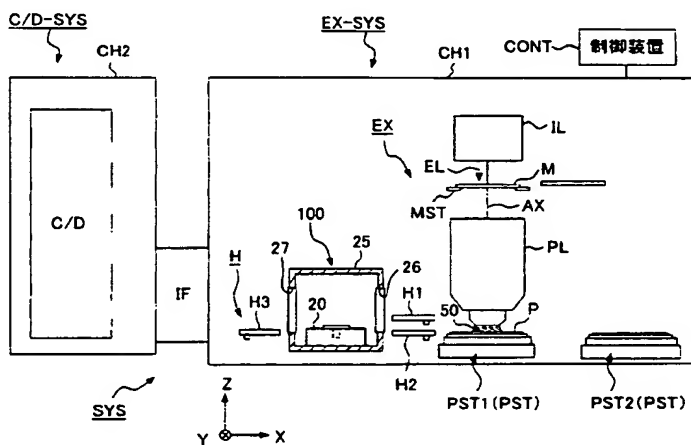 C/D-SYS
EX-SYS
CONT
制御装置
CH2
CH1
EX
IL
EL
M
MST
AX
C/D
100
25
PL
H
27
26
IF
H3
20
H1
50
P
H2
SYS
Z
Y
X
PST1(PST)
PST2(PST)